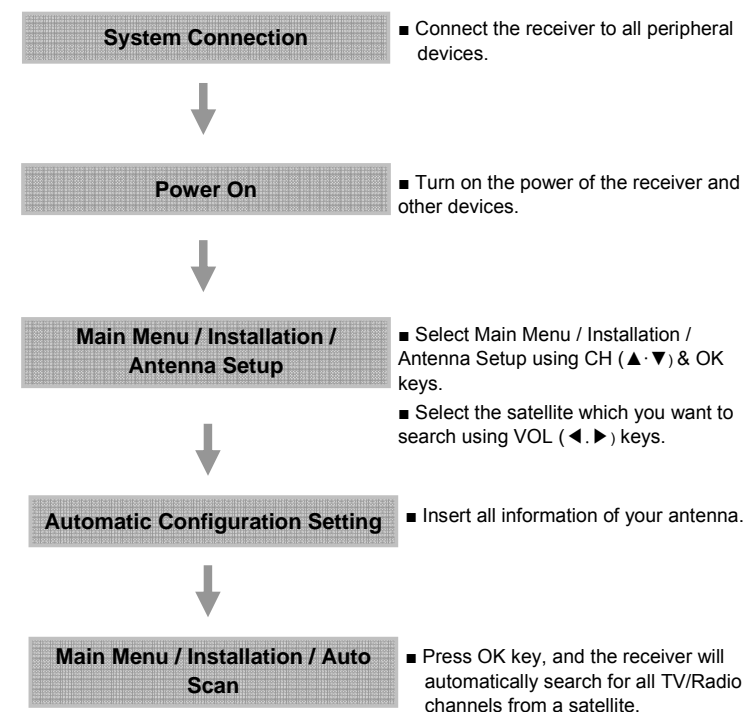 System Connection
■ Connect the receiver to all peripheral
devices.
Power On
■ Turn on the power of the receiver and
other devices.
Main Menu / Installation /
Antenna Setup
■ Select Main Menu / Installation /
Antenna Setup using CH (▲·▼) & OK
keys.
■ Select the satellite which you want to
search using VOL (◀.▶) keys.
Automatic Configuration Setting
■ Insert all information of your antenna.
Main Menu / Installation / Auto
Scan
■ Press OK key, and the receiver will
automatically search for all TV/Radio
channels from a satellite.